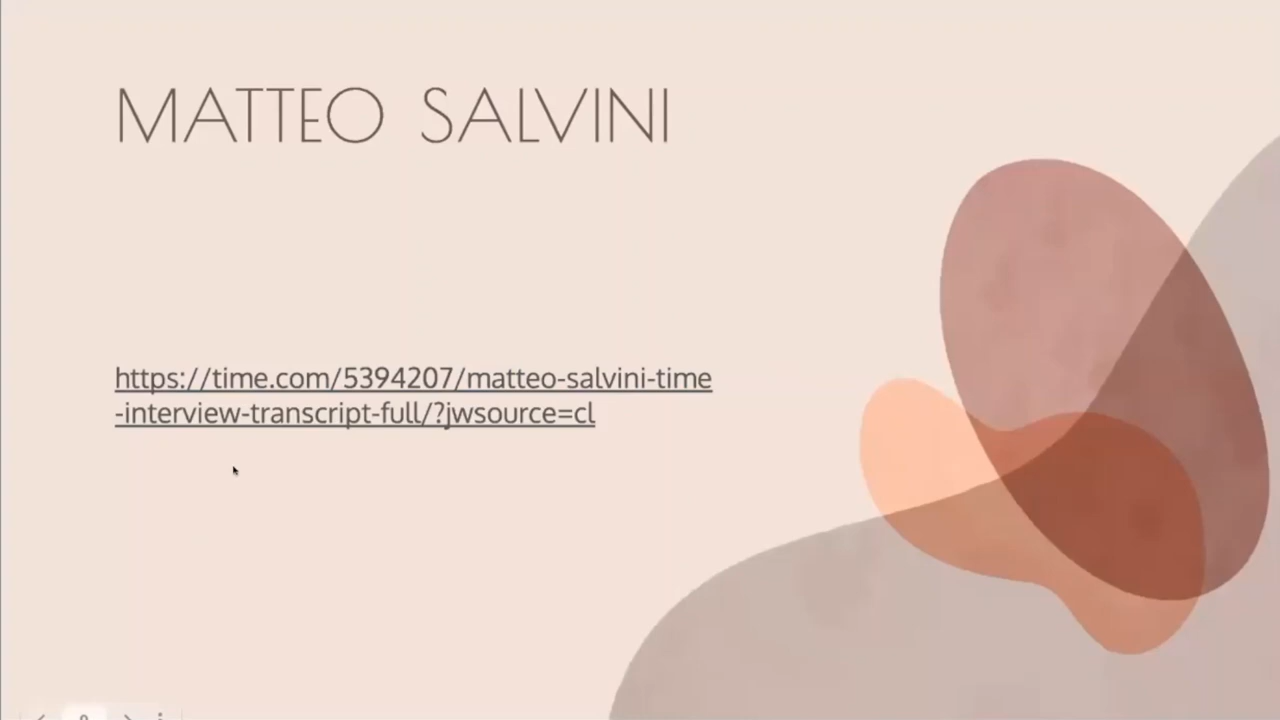 MATTEO SALVINI
https://time.com/5394207/matteo-salvini-time
-interview-transcript-full/?jwsource=cl